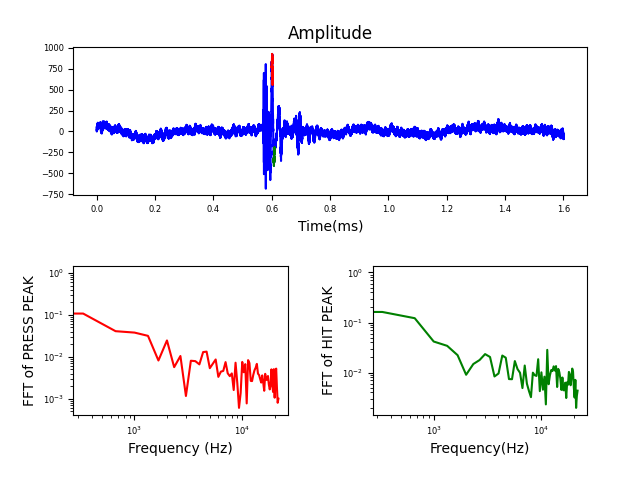 Amplitude
1000
750
500
250
0
−250
−500
−750
0.0 0.2 0.4 0.6 0.8 1.0 1.2 1.4 1.6
Time(ms)
FFT of PRESS PEAK
10⁰
10⁻¹
10⁻²
10⁻³
10³ 10⁴
Frequency (Hz)
FFT of HIT PEAK
10⁰
10⁻¹
10⁻²
10³ 10⁴
Frequency(Hz)